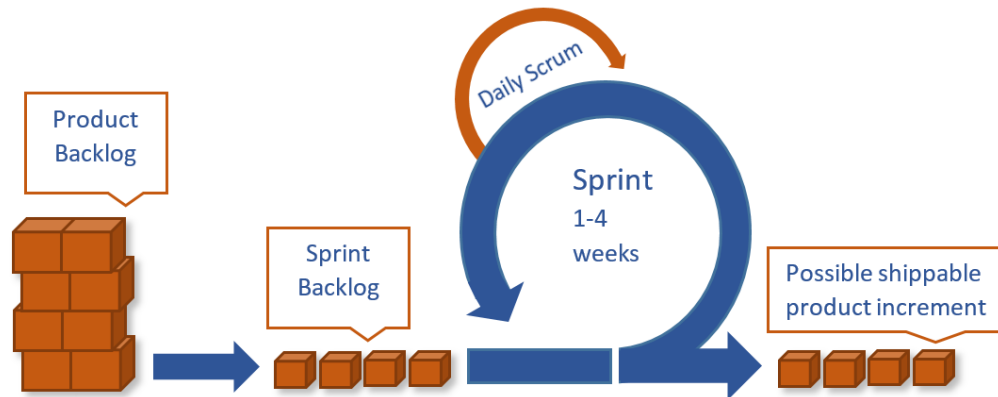 Daily Scrum
Product
Backlog
Sprint
1-4
weeks
Sprint
Backlog
Possible shippable
product increment